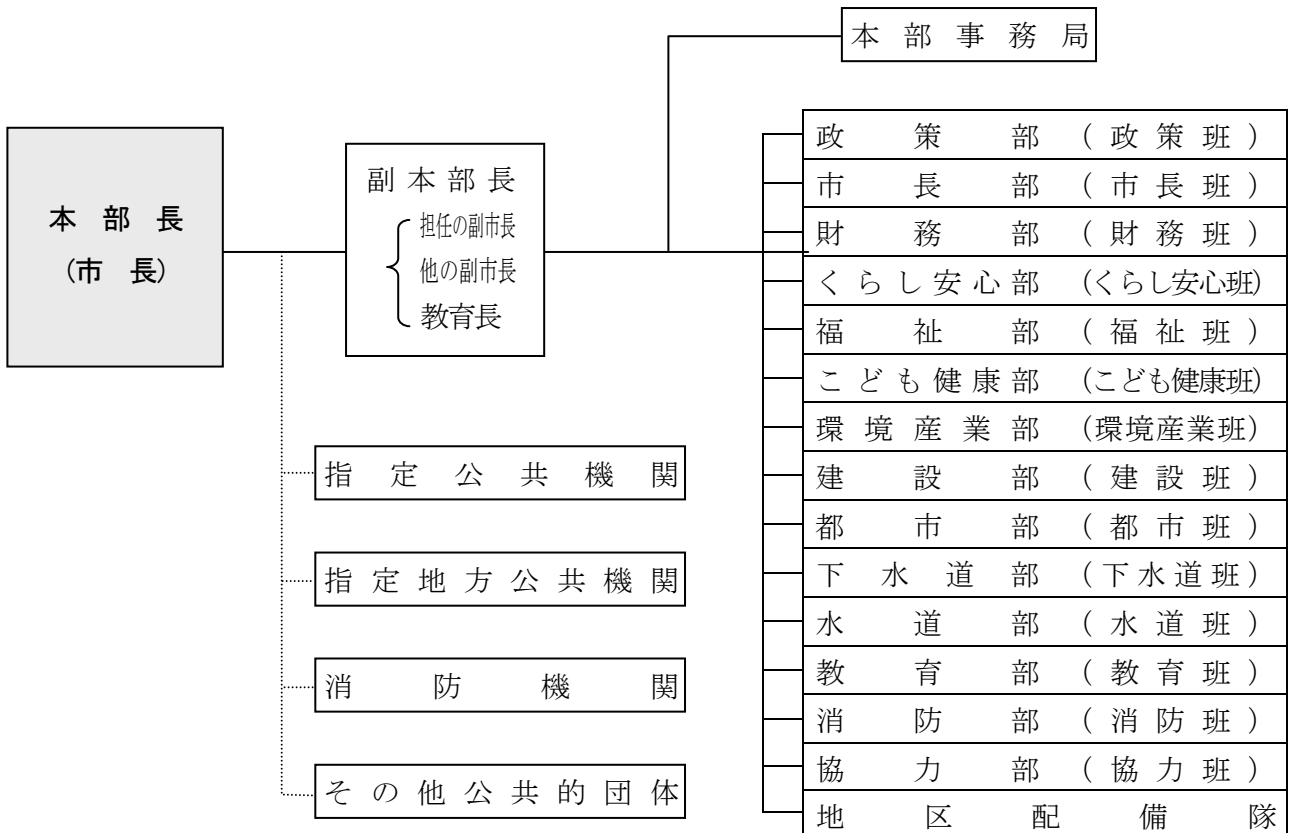 本部事務局
本部長
(市長)
副本部長
担任の副市長
他の副市長
教育長
指定公共機関
指定地方公共機関
消防機関
その他公共的団体
政策部(政策班)
市長部(市長班)
財務部(財務班)
くらし安心部(くらし安心班)
福祉部(福祉班)
こども健康部(こども健康班)
環境産業部(環境産業班)
建設部(建設班)
都市部(都市班)
下水道部(下水道班)
水道部(水道班)
教育部(教育班)
消防部(消防班)
協力部(協力班)
地区配備隊